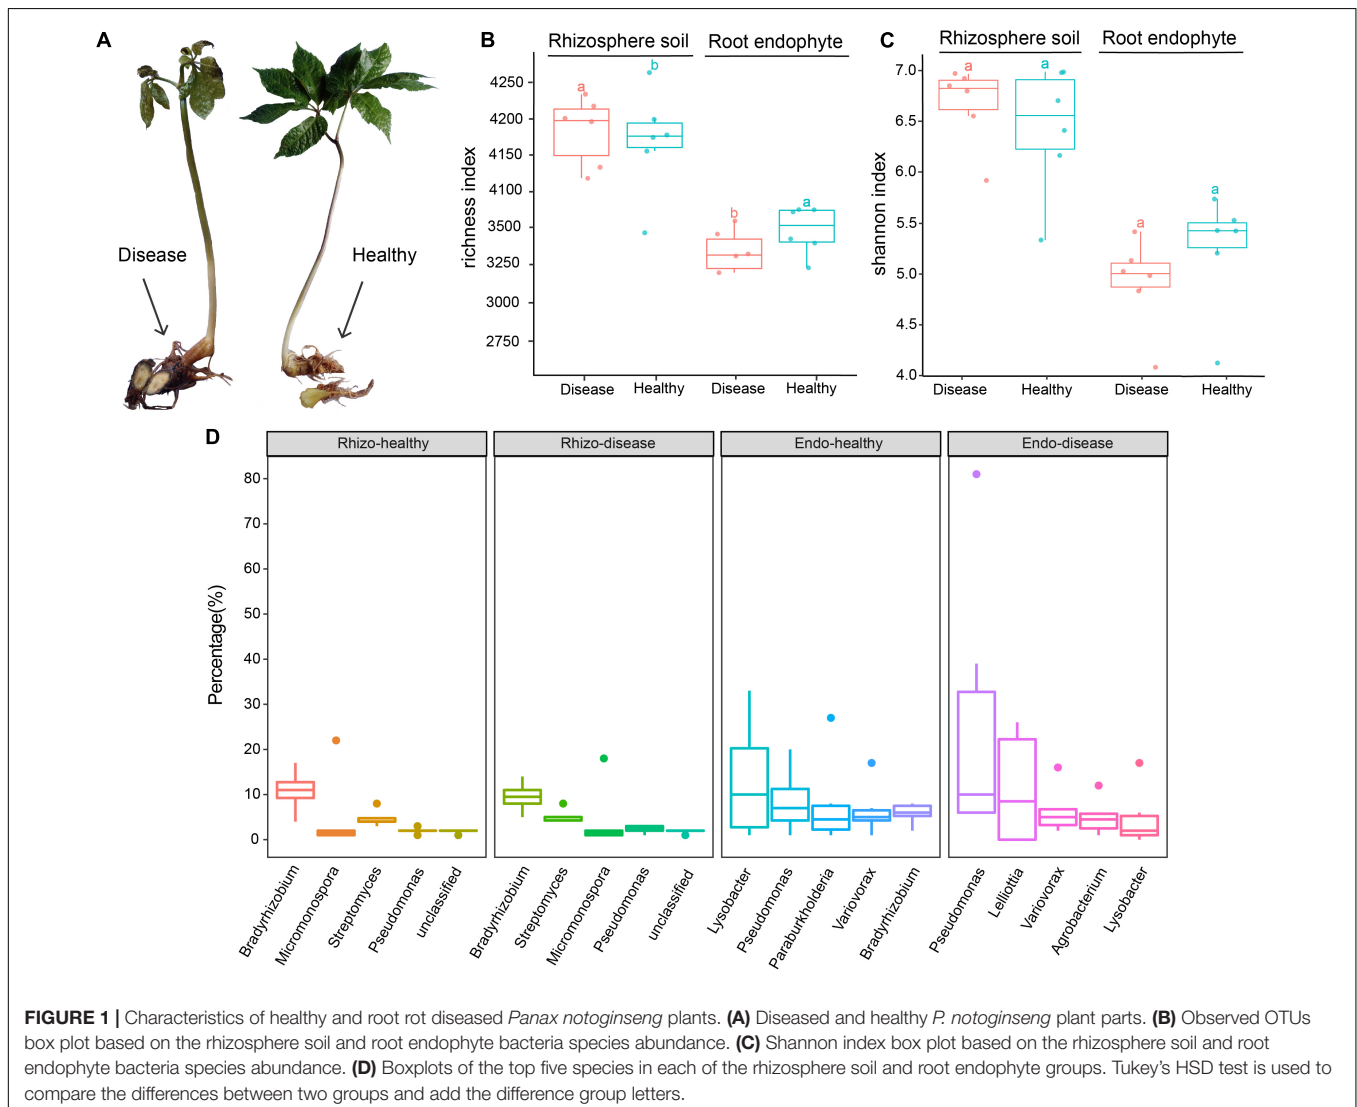 A
Disease
Healthy
B
Rhizosphere soil
Root endophyte
richness index
4250
4200
4150
4100
3500
3250
3000
2750
a
b
b
a
Disease
Healthy
Disease
Healthy
C
Rhizosphere soil
Root endophyte
shannon index
7.0
6.5
6.0
5.5
5.0
4.5
4.0
a
a
a
a
Disease
Healthy
Disease
Healthy
D
Rhizo-healthy
Rhizo-disease
Endo-healthy
Endo-disease
Percentage(%)
80
70
60
50
40
30
20
10
0
Bradyrhizobium
Micromonospora
Streptomyces
Pseudomonas
unclassified
Bradyrhizobium
Streptomyces
Micromonospora
Pseudomonas
unclassified
Lysobacter
Pseudomonas
Paraburkholderia
Variovorax
Bradyrhizobium
Pseudomonas
Lelliottia
Variovorax
Agrobacterium
Lysobacter
FIGURE 1 | Characteristics of healthy and root rot diseased Panax notoginseng plants. (A) Diseased and healthy P. notoginseng plant parts. (B) Observed OTUs
box plot based on the rhizosphere soil and root endophyte bacteria species abundance. (C) Shannon index box plot based on the rhizosphere soil and root
endophyte bacteria species abundance. (D) Boxplots of the top five species in each of the rhizosphere soil and root endophyte groups. Tukey's HSD test is used to
compare the differences between two groups and add the difference group letters.